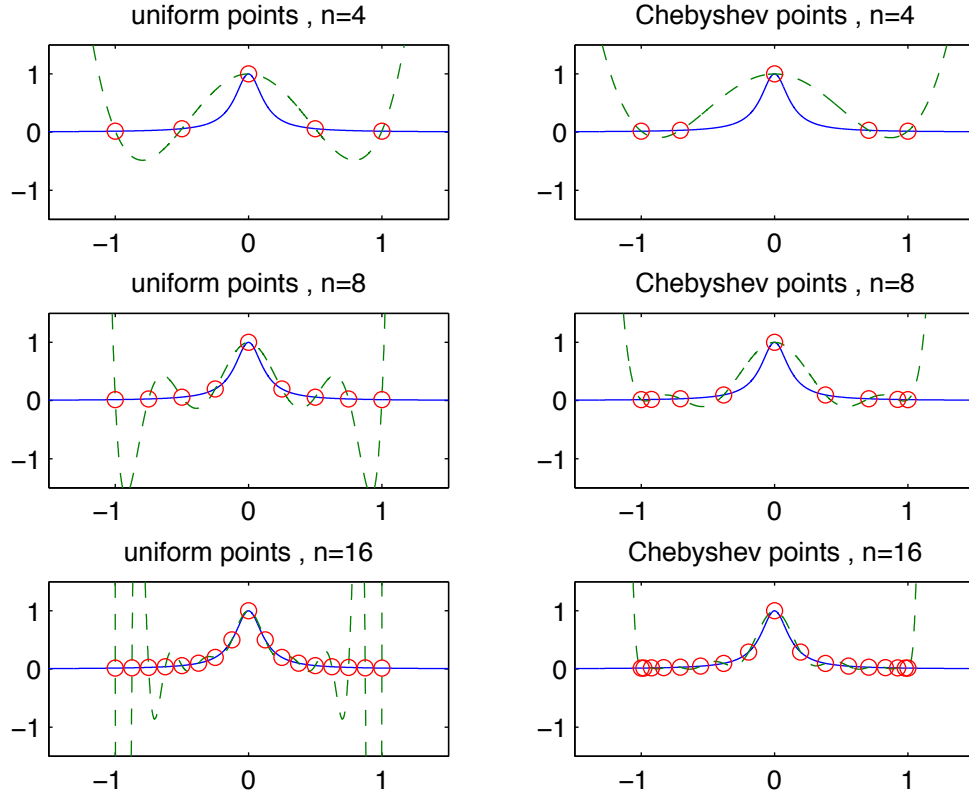 uniform points , n=4
1
0
−1
−1 0 1
Chebyshev points , n=4
1
0
−1
−1 0 1
uniform points , n=8
1
0
−1
−1 0 1
Chebyshev points , n=8
1
0
−1
−1 0 1
uniform points , n=16
1
0
−1
−1 0 1
Chebyshev points , n=16
1
0
−1
−1 0 1